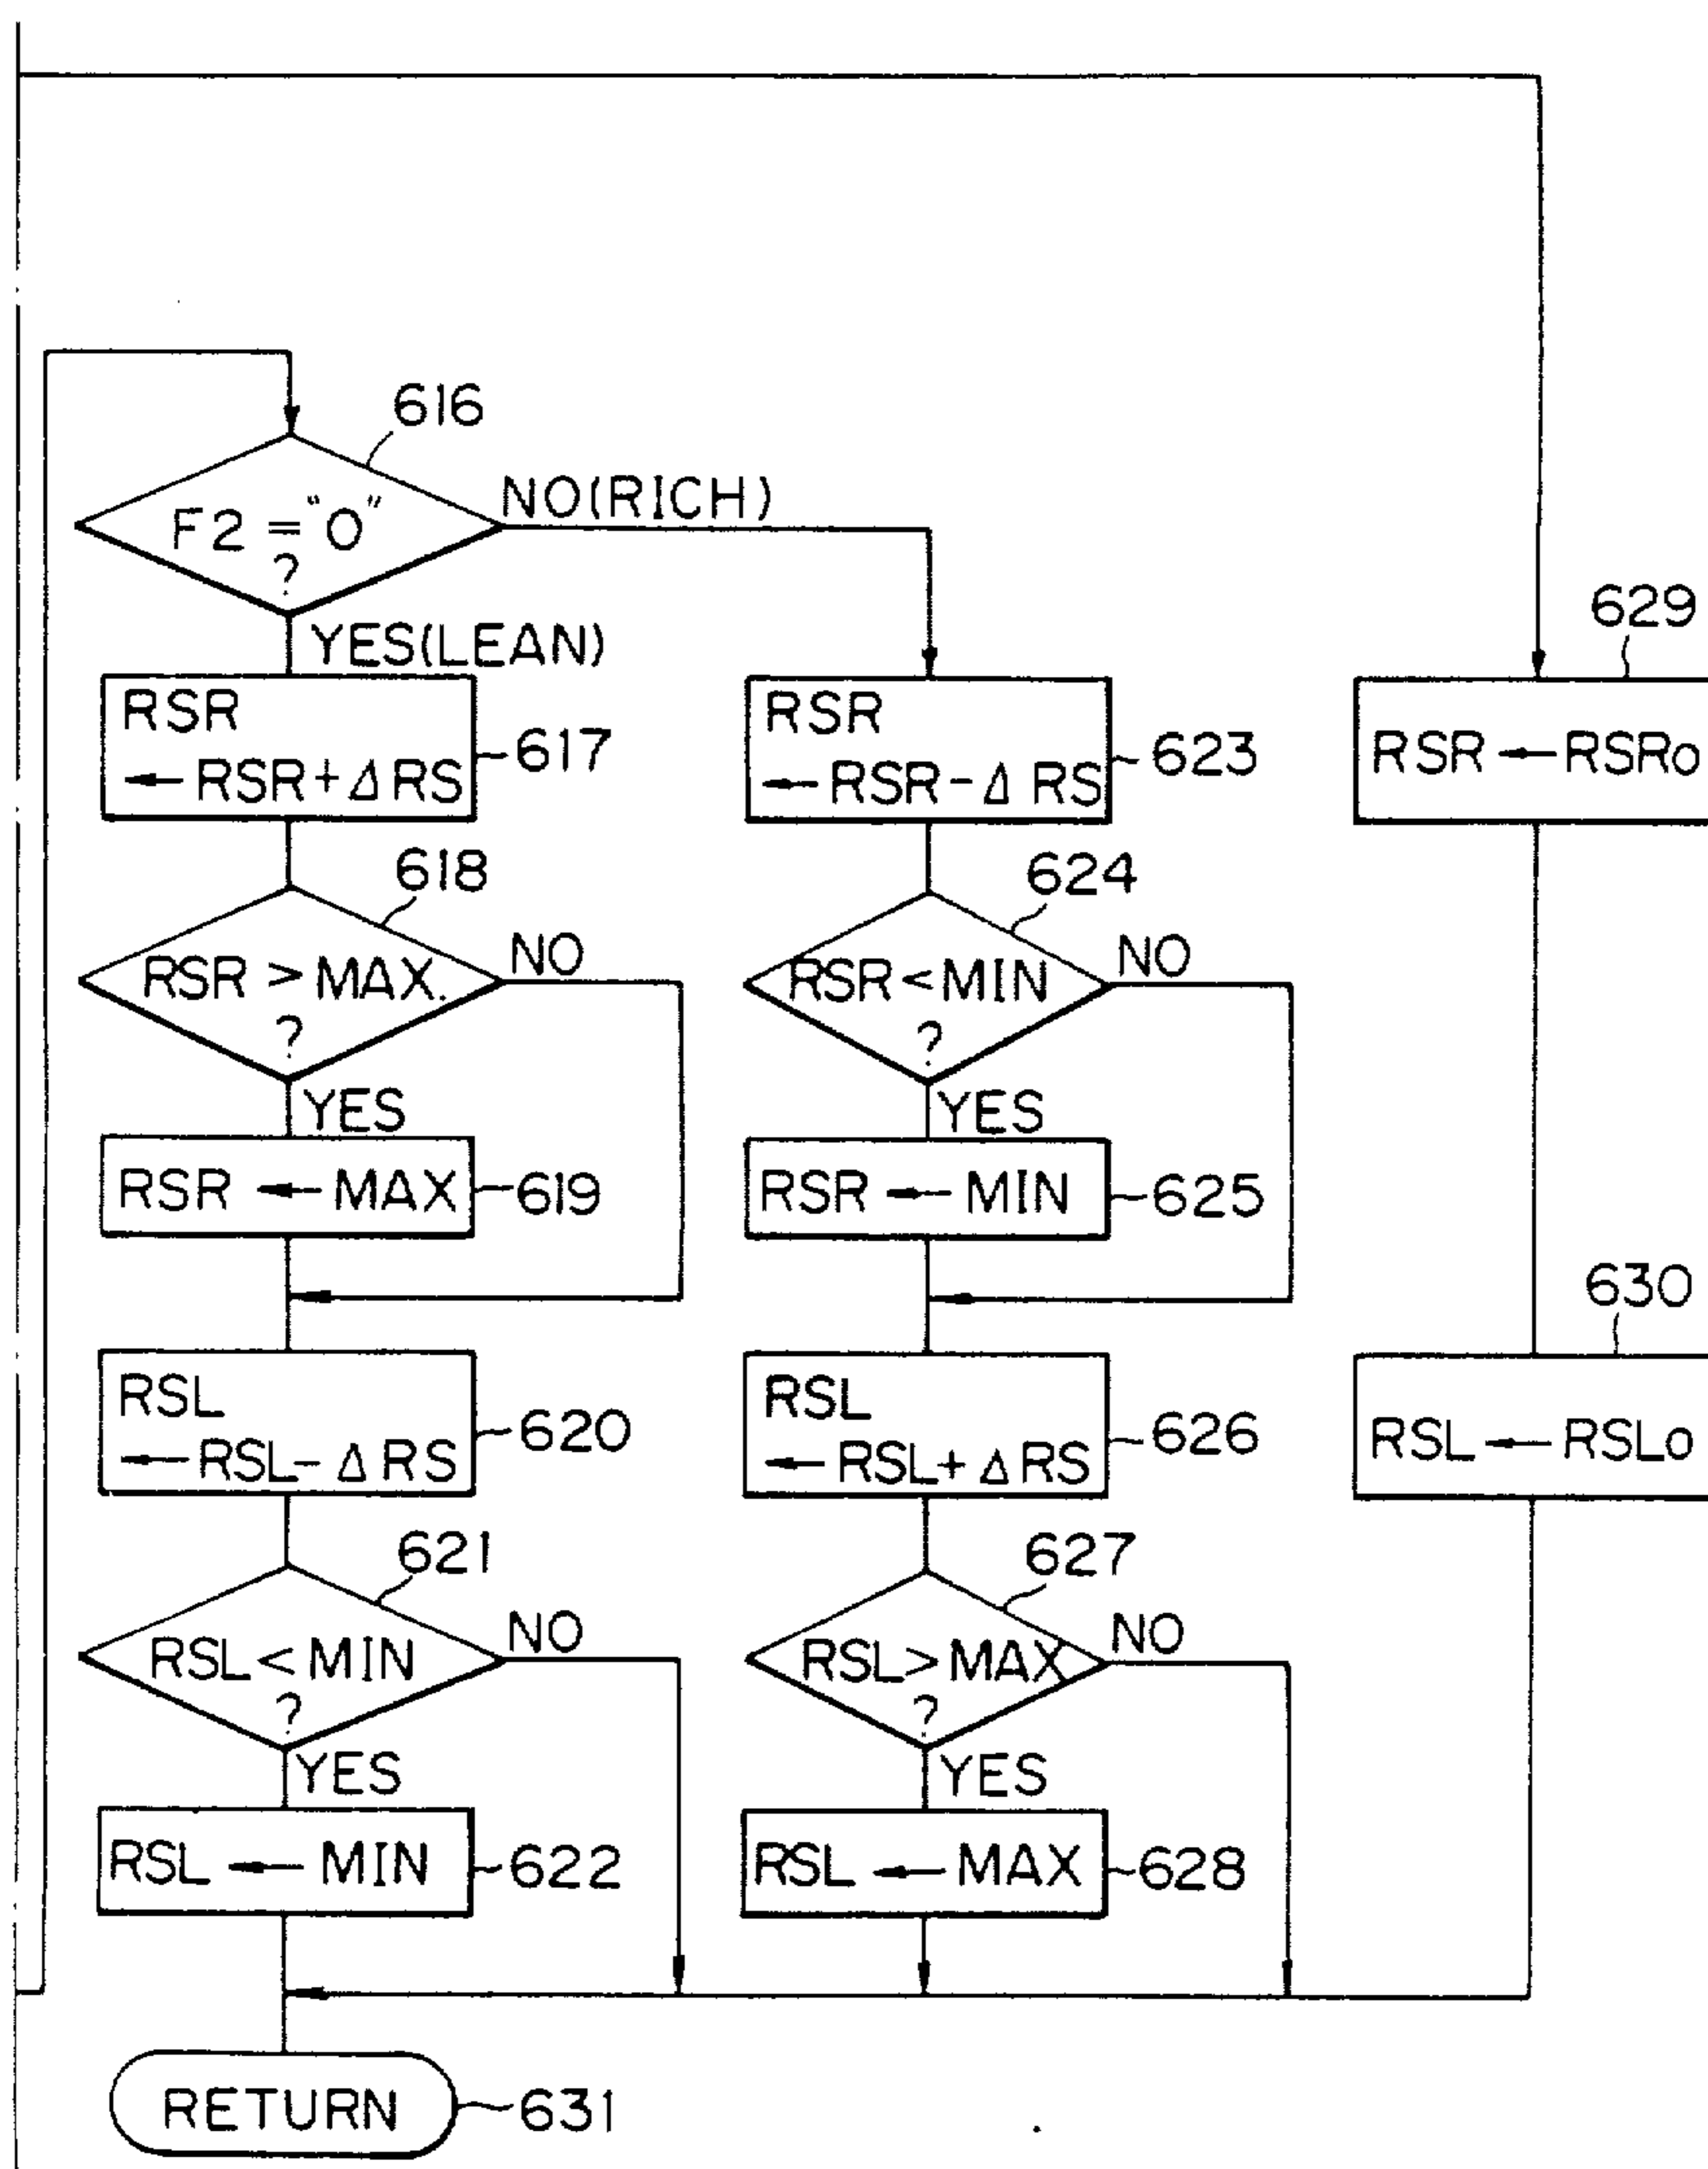 616
F2 = "0"
?
NO(RICH)
YES(LEAN)
RSR
← RSR + Δ RS
617
618
RSR > MAX.
?
NO
YES
RSR ← MAX
619
RSL
← RSL - Δ RS
620
621
RSL < MIN
?
NO
YES
RSL ← MIN
622
RSR
← RSR - Δ RS
623
624
RSR < MIN
?
NO
YES
RSR ← MIN
625
RSL
← RSL + Δ RS
626
627
RSL > MAX
?
NO
YES
RSL ← MAX
628
629
RSR ← RSRo
630
RSL ← RSLo
RETURN
631